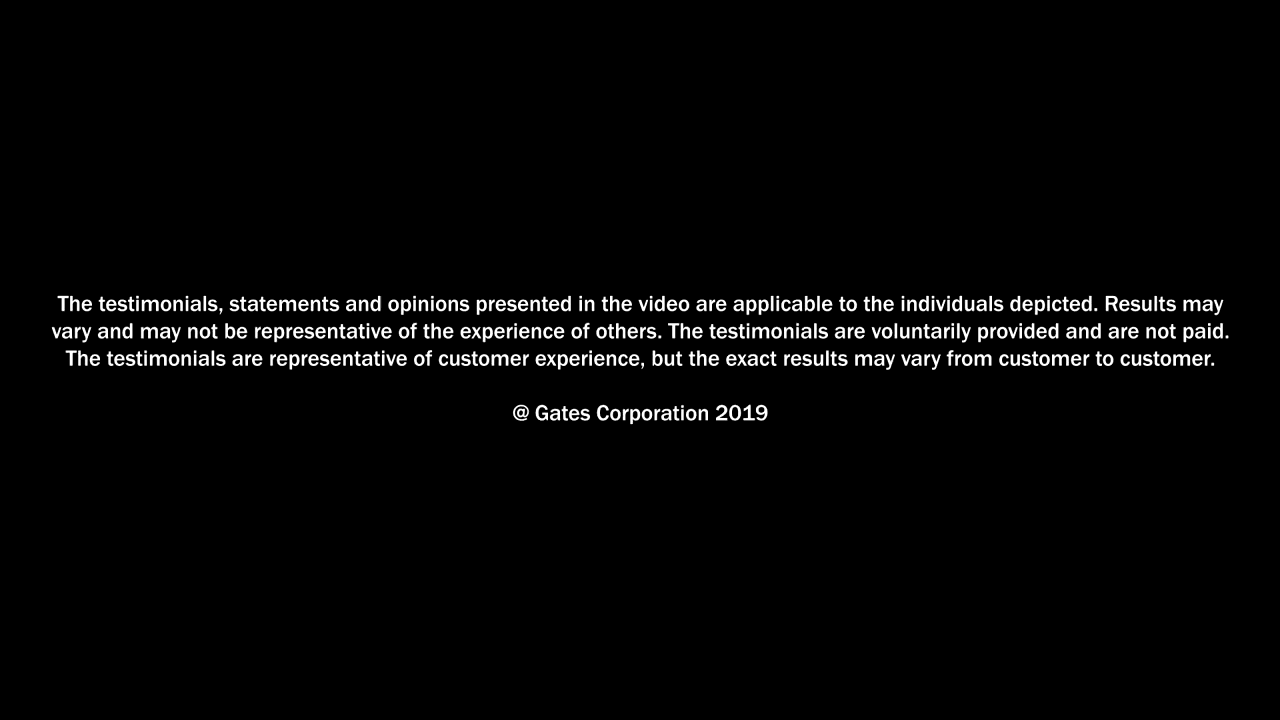 The testimonials, statements and opinions presented in the video are applicable to the individuals depicted. Results may
vary and may not be representative of the experience of others. The testimonials are voluntarily provided and are not paid.
The testimonials are representative of customer experience, but the exact results may vary from customer to customer.
@ Gates Corporation 2019